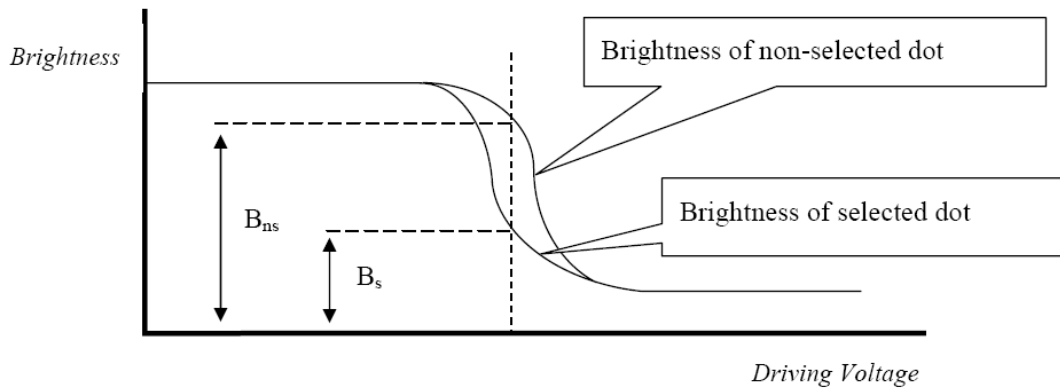 Brightness
Brightness of non-selected dot
Brightness of selected dot
Bns
Bs
Driving Voltage